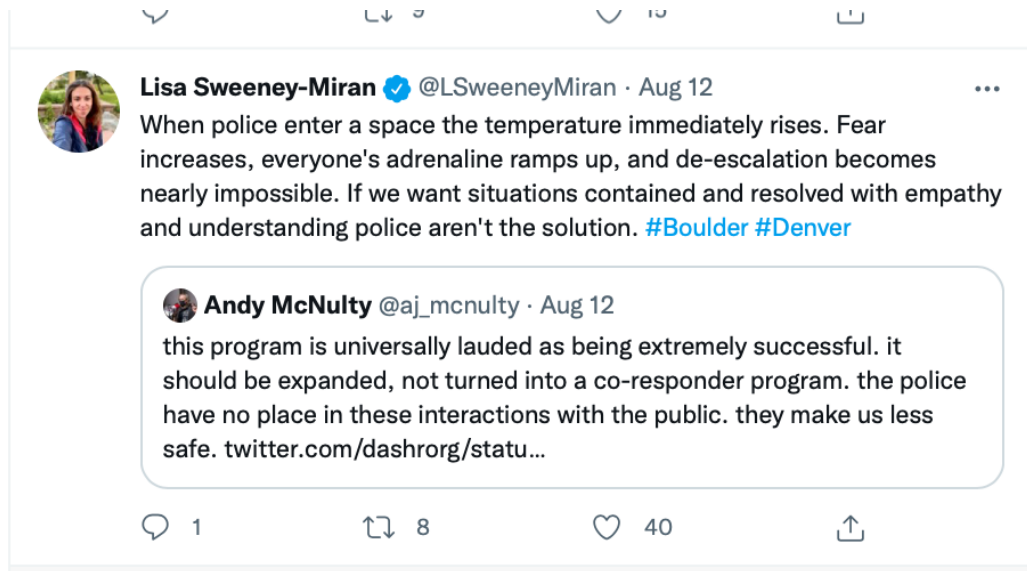 9 15
Lisa Sweeney-Miran @LSweeneyMiran · Aug 12
When police enter a space the temperature immediately rises. Fear
increases, everyone's adrenaline ramps up, and de-escalation becomes
nearly impossible. If we want situations contained and resolved with empathy
and understanding police aren't the solution. #Boulder #Denver
Andy McNulty @aj_mcnulty · Aug 12
this program is universally lauded as being extremely successful. it
should be expanded, not turned into a co-responder program. the police
have no place in these interactions with the public. they make us less
safe. twitter.com/dashrorg/statu...
1 8 40